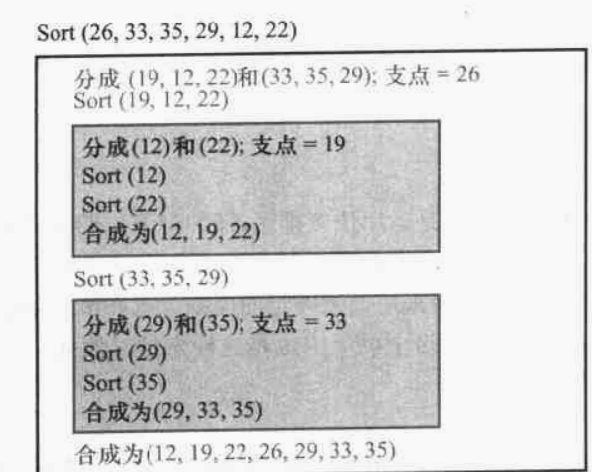 Sort (26, 33, 35, 29, 12, 22)
分成 (19, 12, 22)和(33, 35, 29); 支点 = 26
Sort (19, 12, 22)
分成(12)和(22); 支点 = 19
Sort (12)
Sort (22)
合成为(12, 19, 22)
Sort (33, 35, 29)
分成(29)和(35); 支点 = 33
Sort (29)
Sort (35)
合成为(29, 33, 35)
合成为(12, 19, 22, 26, 29, 33, 35)